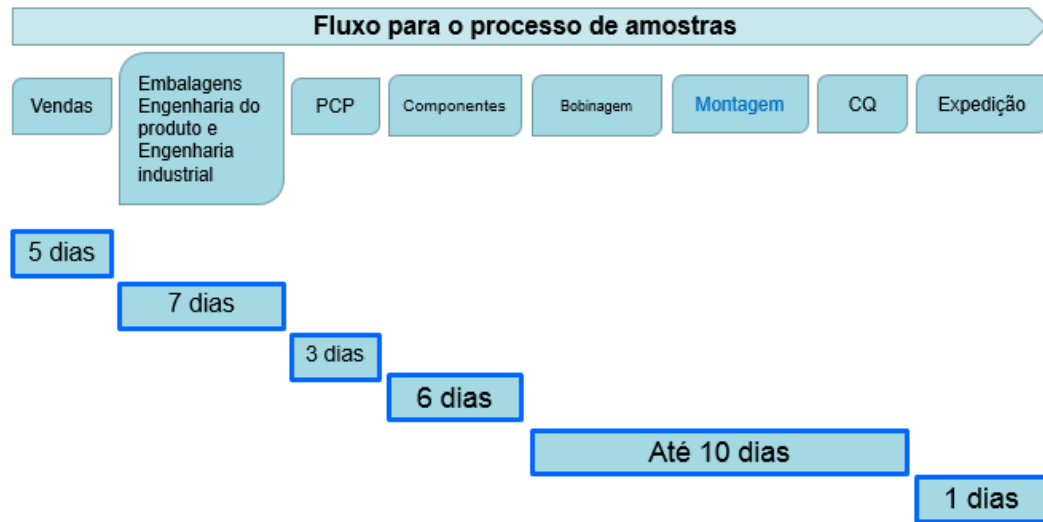 Fluxo para o processo de amostras
Vendas
Embalagens
Engenharia do
produto e
Engenharia
industrial
PCP
Componentes
Bobinagem
Montagem
CQ
Expedição
5 dias
7 dias
3 dias
6 dias
Até 10 dias
1 dias